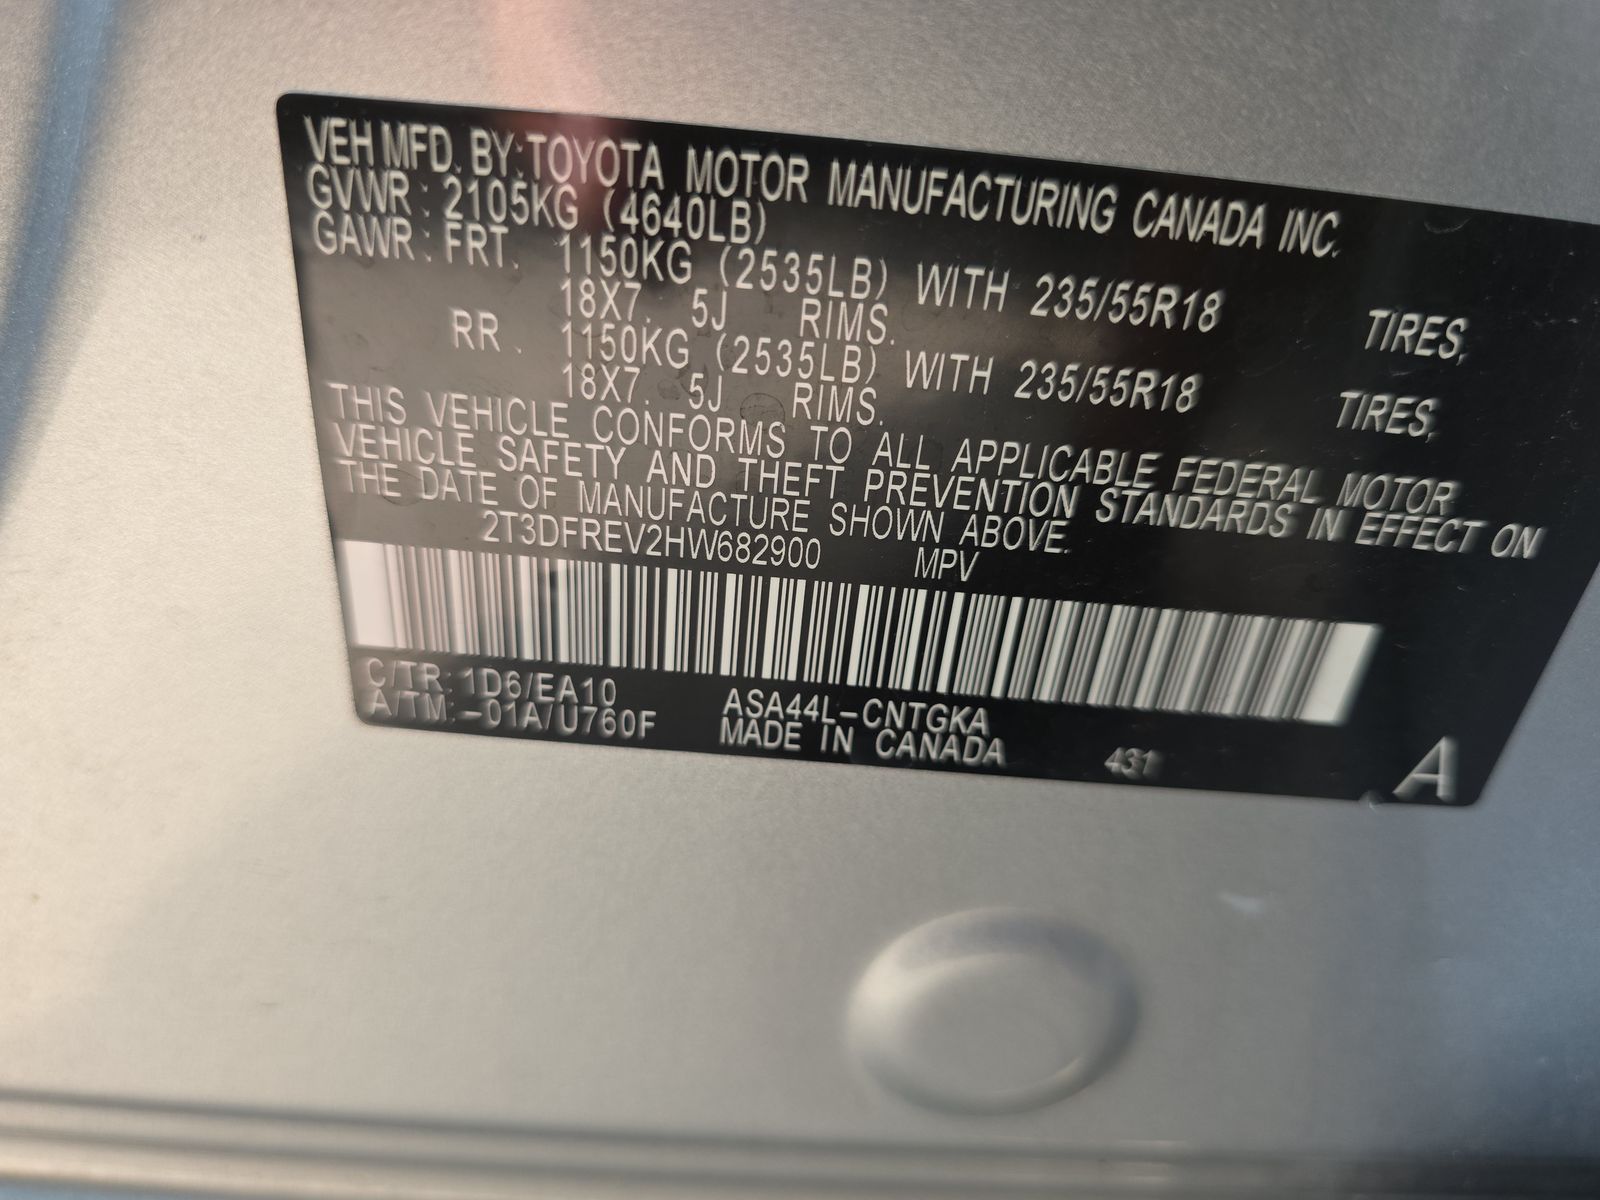 VEH MFD. BY: TOYOTA MOTOR MANUFACTURING CANADA INC.
GVWR: 2105KG (4640LB)
GAWR: FRT. 1150KG (2535LB) WITH 235/55R18 TIRES,
18X7. 5J RIMS.
RR. 1150KG (2535LB) WITH 235/55R18 TIRES,
18X7. 5J RIMS.
THIS VEHICLE CONFORMS TO ALL APPLICABLE FEDERAL MOTOR
VEHICLE SAFETY AND THEFT PREVENTION STANDARDS IN EFFECT ON
THE DATE OF MANUFACTURE SHOWN ABOVE.
2T3DFREV2HW682900 MPV
C/TR: 1D6/EA10 ASA44L-CNTGKA
A/TM: -01A/U760F MADE IN CANADA 431 A